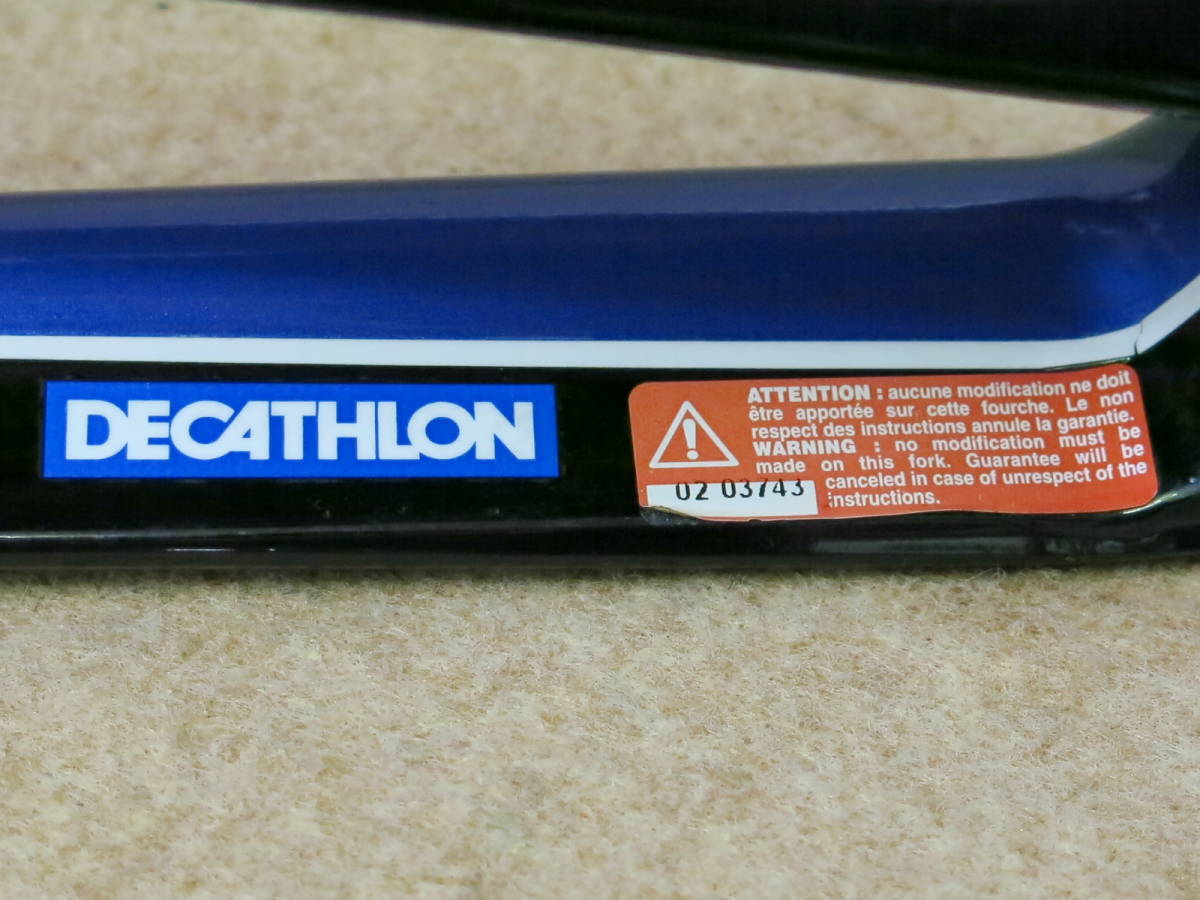 DECATHLON
ATTENTION : aucune modification ne doit
être apportée sur cette fourche. Le non
respect des instructions annule la garantie.
WARNING : no modification must be
made on this fork. Guarantee will be
canceled in case of unrespect of the
instructions.
02 03743